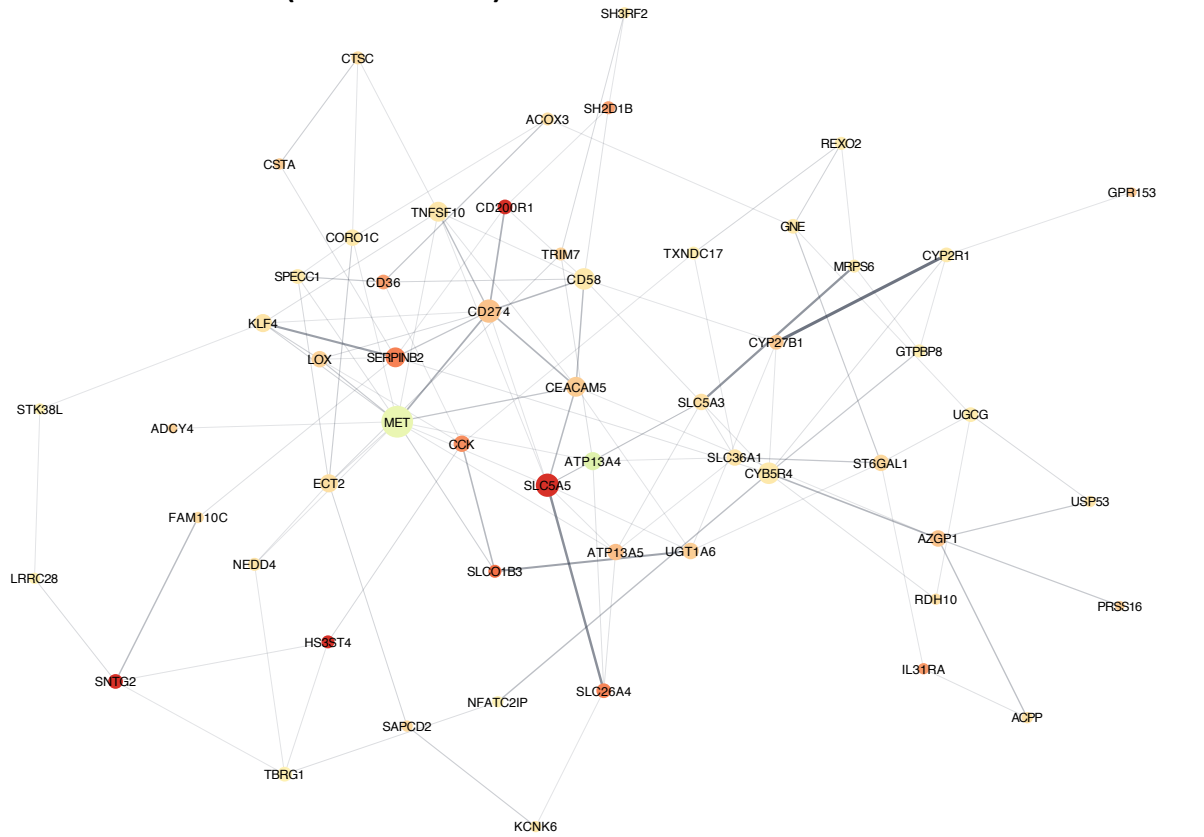 SH3RF2
CTSC
SH2D1B
ACOX3
REXO2
CSTA
GPR153
CD200R1
TNFSF10
GNE
CORO1C
TRIM7
TXNDC17
CYP2R1
MRPS6
SPECC1
CD36
CD58
CD274
KLF4
CYP27B1
GTPBP8
LOX
SERPINB2
CEACAM5
SLC5A3
STK38L
UGCG
MET
ADCY4
CCK
ATP13A4
SLC36A1
ST6GAL1
CYB5R4
ECT2
SLC5A5
USP53
FAM110C
AZGP1
ATP13A5
UGT1A6
NEDD4
SLCO1B3
LRRC28
RDH10
PRSS16
HS3ST4
IL31RA
SNTG2
SLC26A4
NFATC2IP
ACPP
SAPCD2
TBRG1
KCNK6